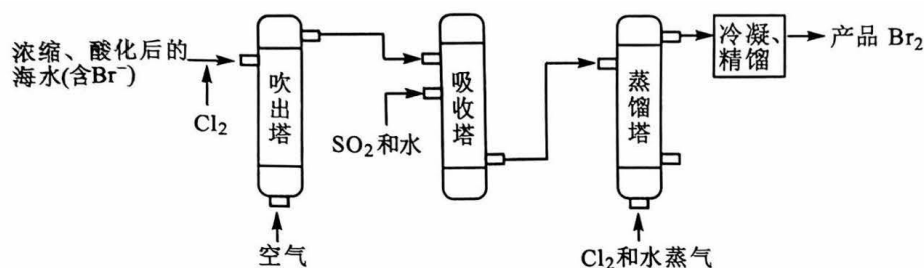 浓缩、酸化后的
海水(含Br⁻)
Cl₂
吹出塔
空气
SO₂和水
吸收塔
蒸馏塔
Cl₂和水蒸气
冷凝、
精馏
产品 Br₂